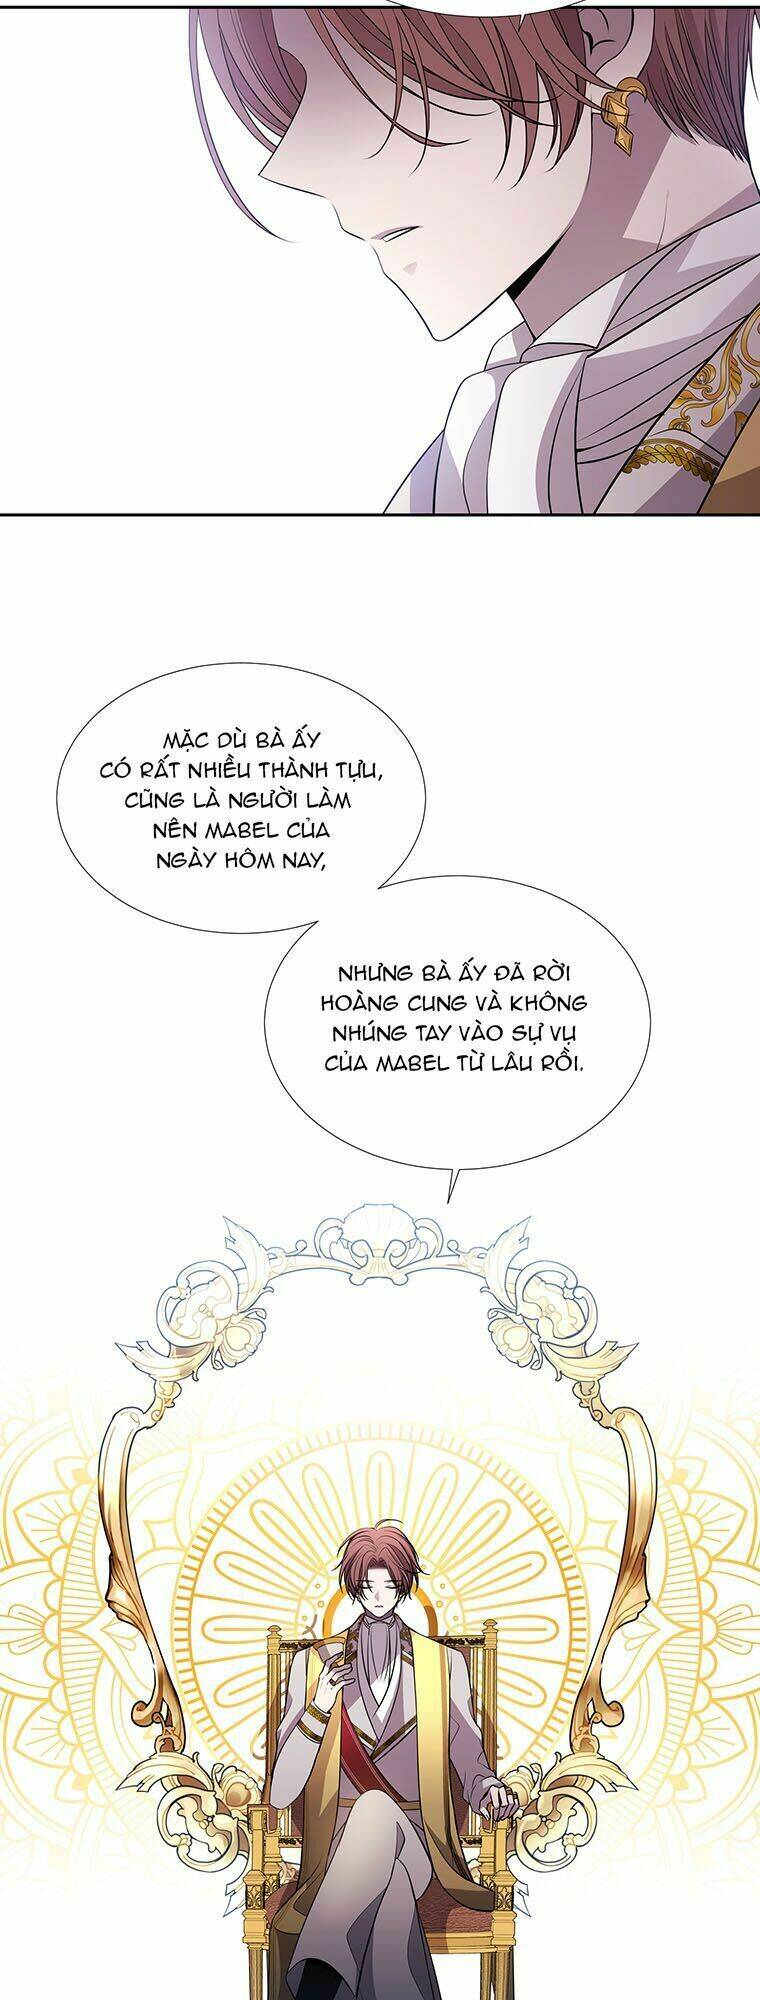 MẶC DÙ BÀ ẤY
CÓ RẤT NHIỀU THÀNH TỰU,
CŨNG LÀ NGƯỜI LÀM
NÊN MABEL CỦA
NGÀY HÔM NAY,
NHƯNG BÀ ẤY ĐÃ RỜI
HOÀNG CUNG VÀ KHÔNG
NHÚNG TAY VÀO SỰ VỤ
CỦA MABEL TỪ LÂU RỒI.